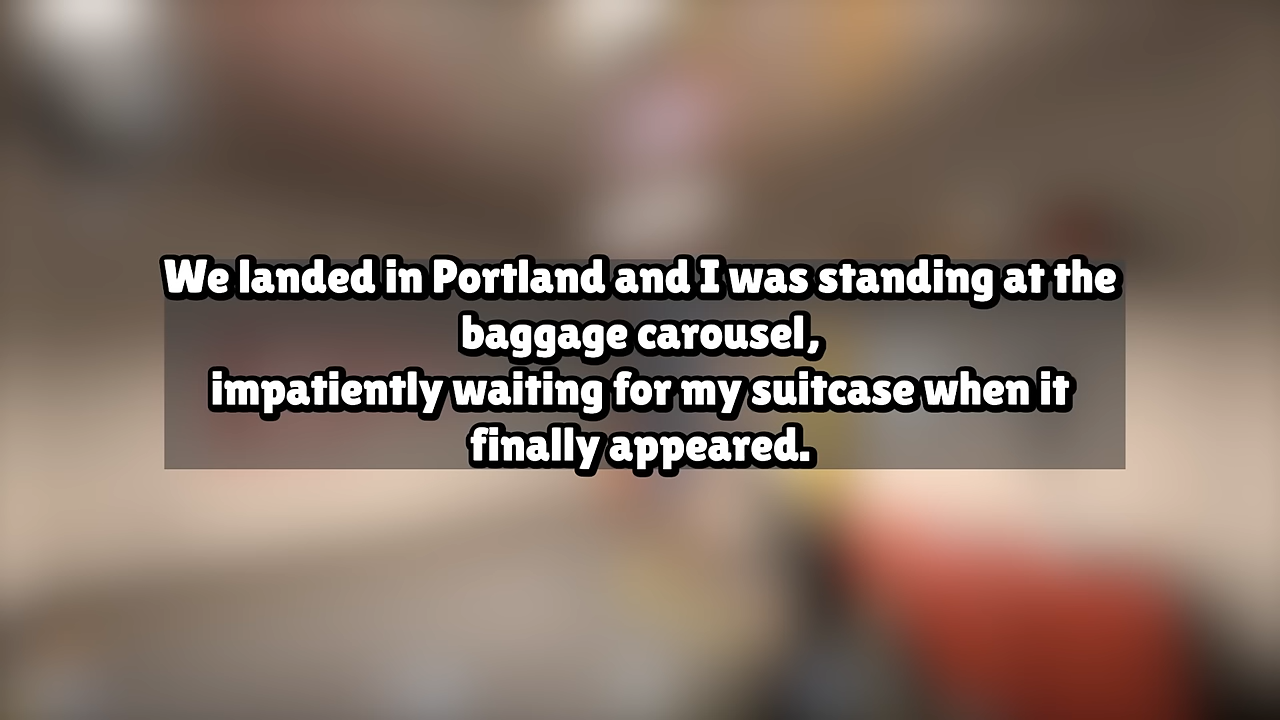 We landed in Portland and I was standing at the
baggage carousel,
impatiently waiting for my suitcase when it
finally appeared.